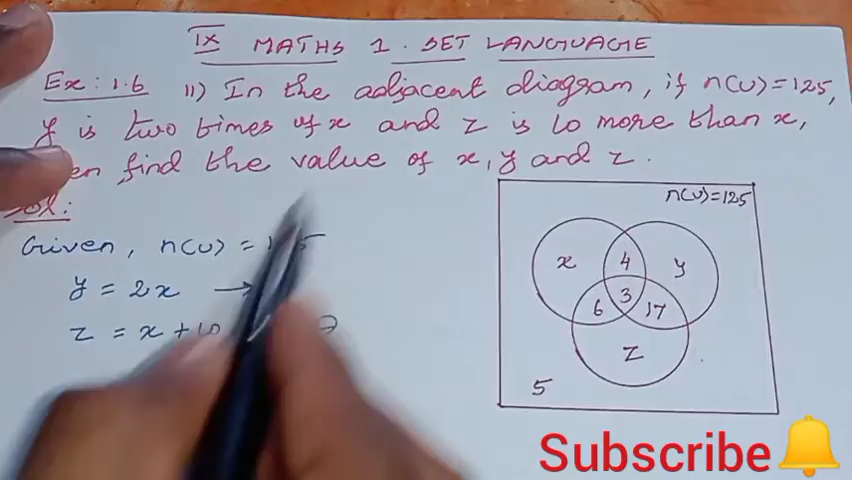 IX MATHS 1. SET LANGUAGE
Ex: 1.6 11) In the adjacent diagram, if n(U) = 125,
y is two times of x and z is 10 more than x,
find the value of x, y and z.
Sol:
n(U)=125
Given, n(U) =
y = 2x →
z = x + 10
x 4 y
3
6 17
z
5
Subscribe